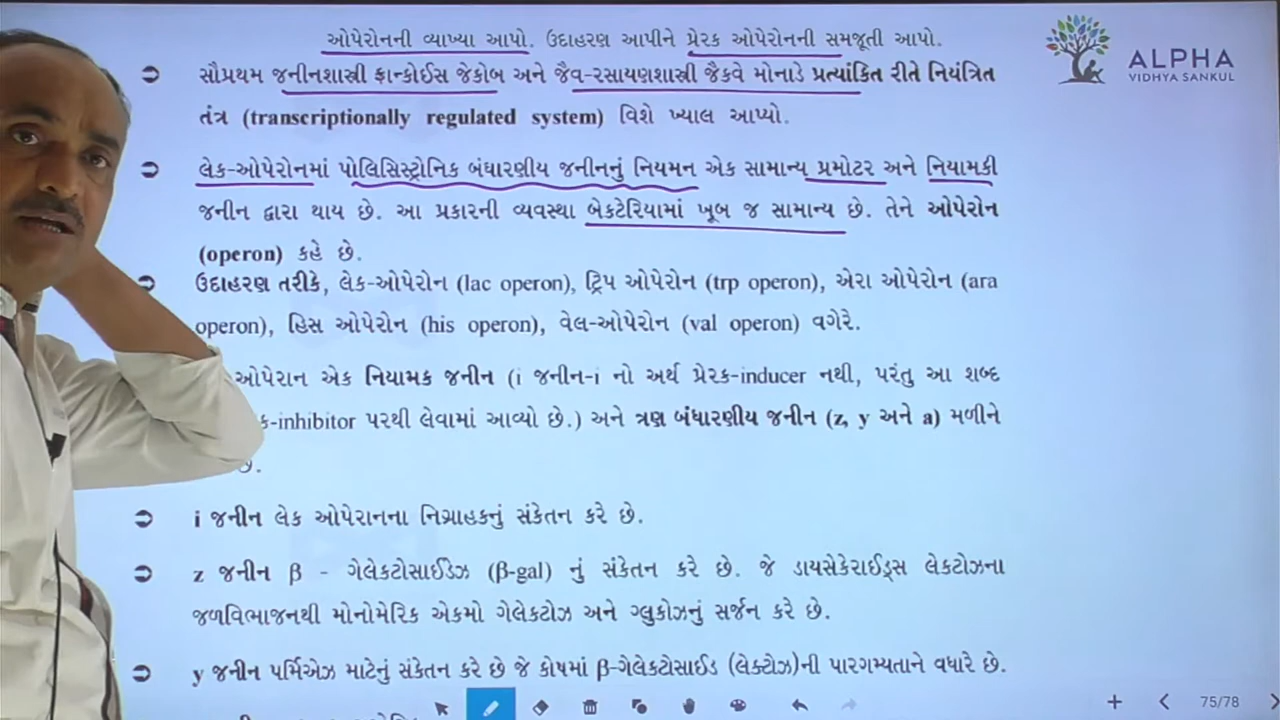 ઓપેરોનની વ્યાખ્યા આપો. ઉદાહરણ આપીને પ્રેરક ઓપેરોનની સમજૂતી આપો.
ALPHA
VIDHYA SANKUL
સૌપ્રથમ જનીનશાસ્ત્રી ફ્રાન્કોઈસ જેકોબ અને જૈવ-રસાયણશાસ્ત્રી જૈકવે મોનાડે પ્રત્યાંકિત રીતે નિયંત્રિત
તંત્ર (transcriptionally regulated system) વિશે ખ્યાલ આપ્યો.
લેક-ઓપેરોનમાં પોલિસિસ્ટ્રોનિક બંધારણીય જનીનનું નિયમન એક સામાન્ય પ્રમોટર અને નિયામકી
જનીન દ્વારા થાય છે. આ પ્રકારની વ્યવસ્થા બેકટેરિયામાં ખૂબ જ સામાન્ય છે. તેને ઓપેરોન
(operon) કહે છે.
ઉદાહરણ તરીકે, લેક-ઓપેરોન (lac operon), ટ્રિપ ઓપેરોન (trp operon), એરા ઓપેરોન (ara
operon), હિસ ઓપેરોન (his operon), વેલ-ઓપેરોન (val operon) વગેરે.
ઓપેરાન એક નિયામક જનીન (i જનીન-i નો અર્થ પ્રેરક-inducer નથી, પરંતુ આ શબ્દ
ક-inhibitor પરથી લેવામાં આવ્યો છે.) અને ત્રણ બંધારણીય જનીન (z, y અને a) મળીને
છે.
i જનીન લેક ઓપેરાનના નિગ્રાહકનું સંકેતન કરે છે.
z જનીન β - ગેલેકટોસાઈડેઝ (β-gal) નું સંકેતન કરે છે. જે ડાયસેકેરાઈડ્સ લેકટોઝના
જળવિભાજનથી મોનોમેરિક એકમો ગેલેકટોઝ અને ગ્લુકોઝનું સર્જન કરે છે.
y જનીન પર્મિએઝ માટેનું સંકેતન કરે છે જે કોષમાં β-ગેલેકટોસાઈડ (લેક્ટોઝ)ની પારગમ્યતાને વધારે છે.
75/78